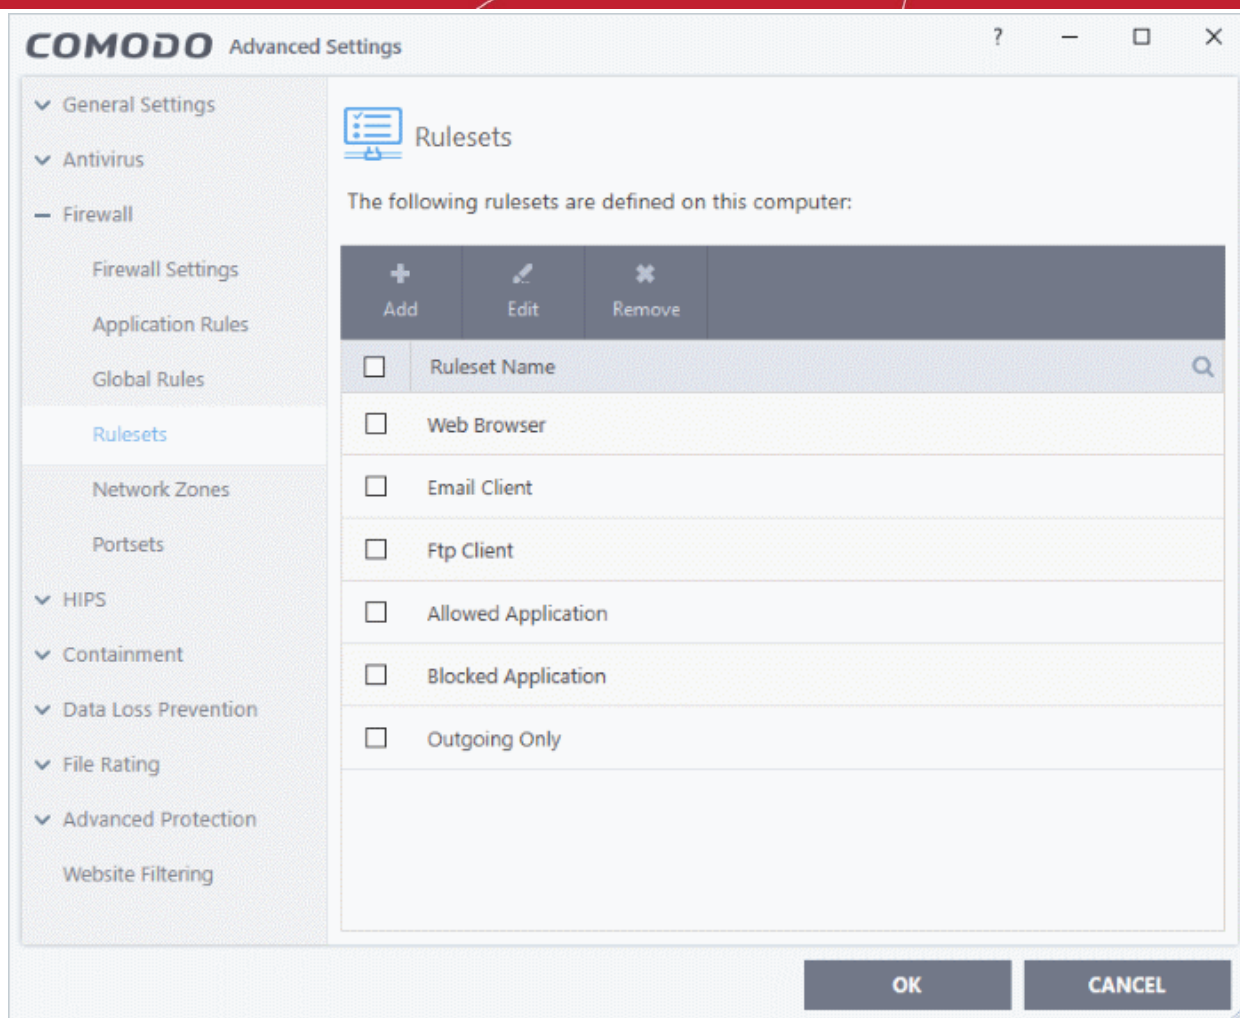 COMODO Advanced Settings ?
General Settings
Antivirus
Firewall
Firewall Settings
Application Rules
Global Rules
Rulesets
Network Zones
Portsets
HIPS
Containment
Data Loss Prevention
File Rating
Advanced Protection
Website Filtering
Rulesets
The following rulesets are defined on this computer:
Add Edit Remove
Ruleset Name
Web Browser
Email Client
Ftp Client
Allowed Application
Blocked Application
Outgoing Only
OK CANCEL